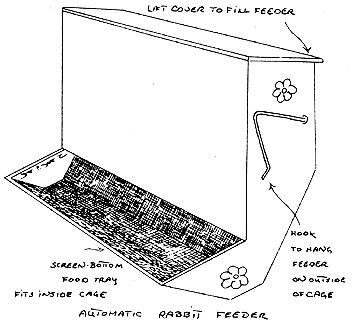 LIFT COVER TO FILL FEEDER
HOOK
TO HANG
FEEDER
ON OUTSIDE
OF CAGE
SCREEN-BOTTOM
FOOD TRAY
FITS INSIDE CAGE
AUTOMATIC RABBIT FEEDER